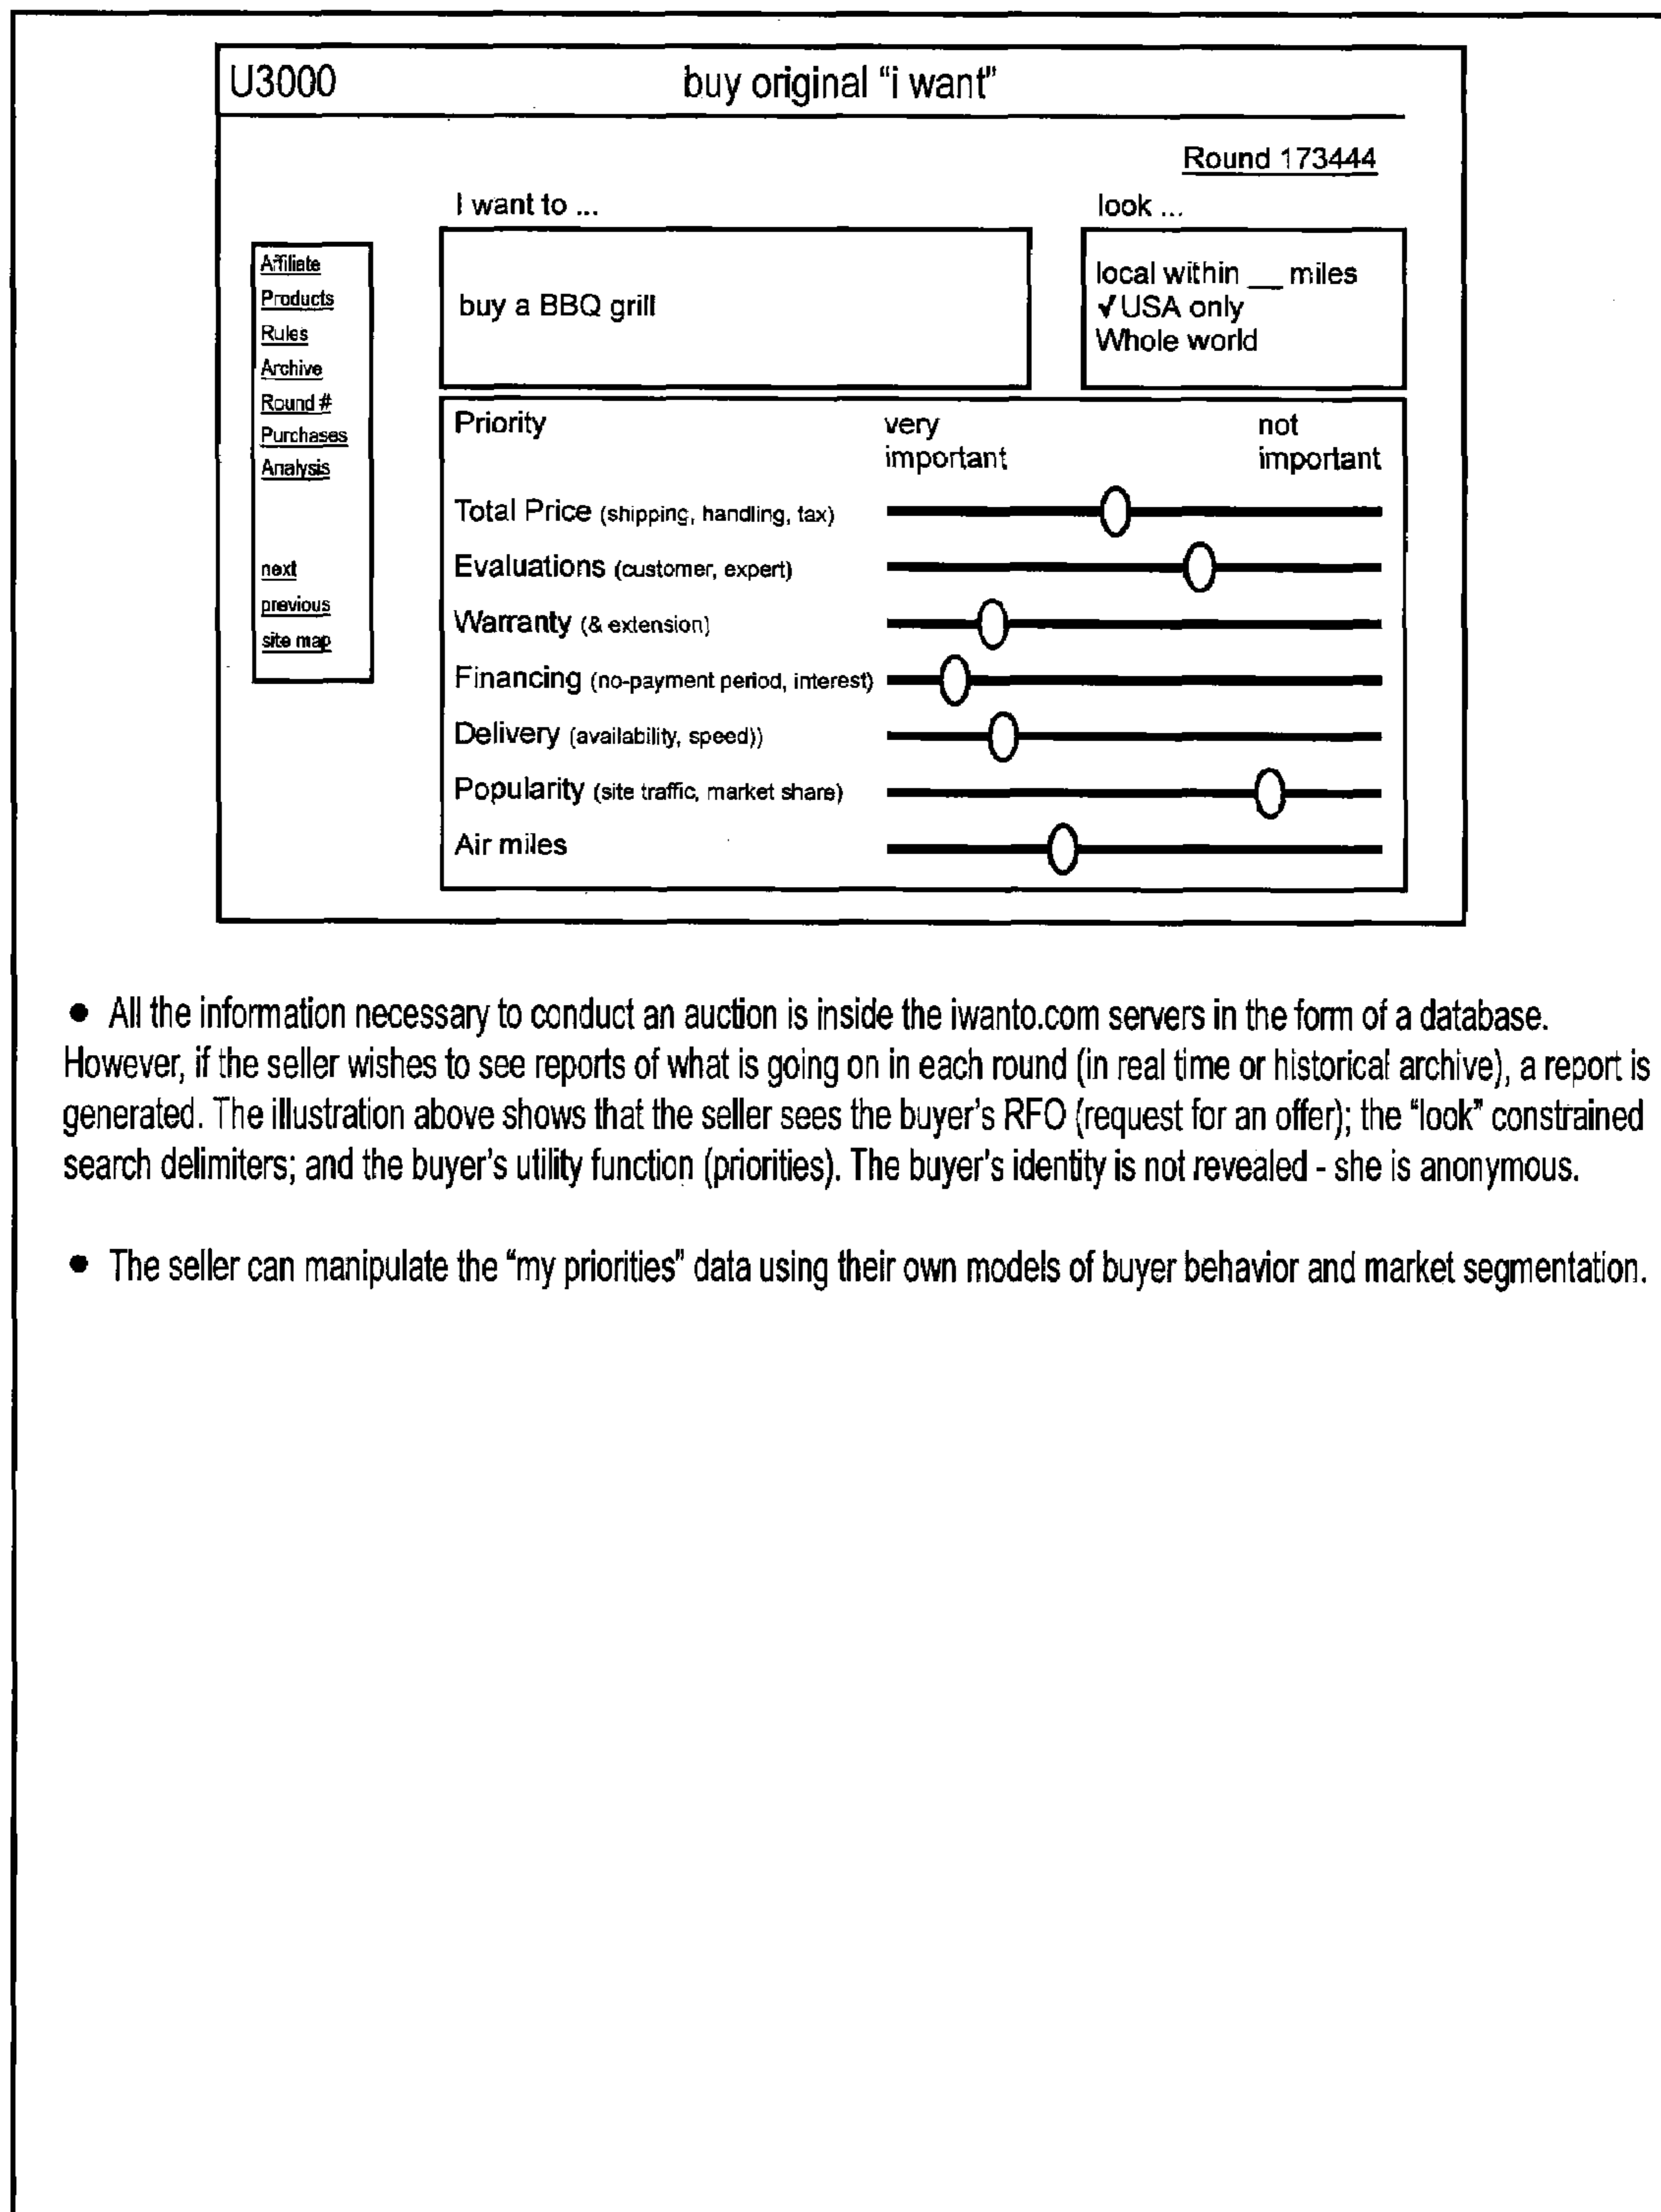 U3000 buy original “i want”
Round 173444
I want to ... look ...
Affiliate
Products
Rules
Archive
Round #
Purchases
Analysis
next
previous
site map
buy a BBQ grill
local within __ miles
✓USA only
Whole world
Priority very important not important
Total Price (shipping, handling, tax)
Evaluations (customer, expert)
Warranty (& extension)
Financing (no-payment period, interest)
Delivery (availability, speed))
Popularity (site traffic, market share)
Air miles
• All the information necessary to conduct an auction is inside the iwanto.com servers in the form of a database.
However, if the seller wishes to see reports of what is going on in each round (in real time or historical archive), a report is
generated. The illustration above shows that the seller sees the buyer's RFO (request for an offer); the “look” constrained
search delimiters; and the buyer's utility function (priorities). The buyer's identity is not revealed - she is anonymous.
• The seller can manipulate the “my priorities” data using their own models of buyer behavior and market segmentation.